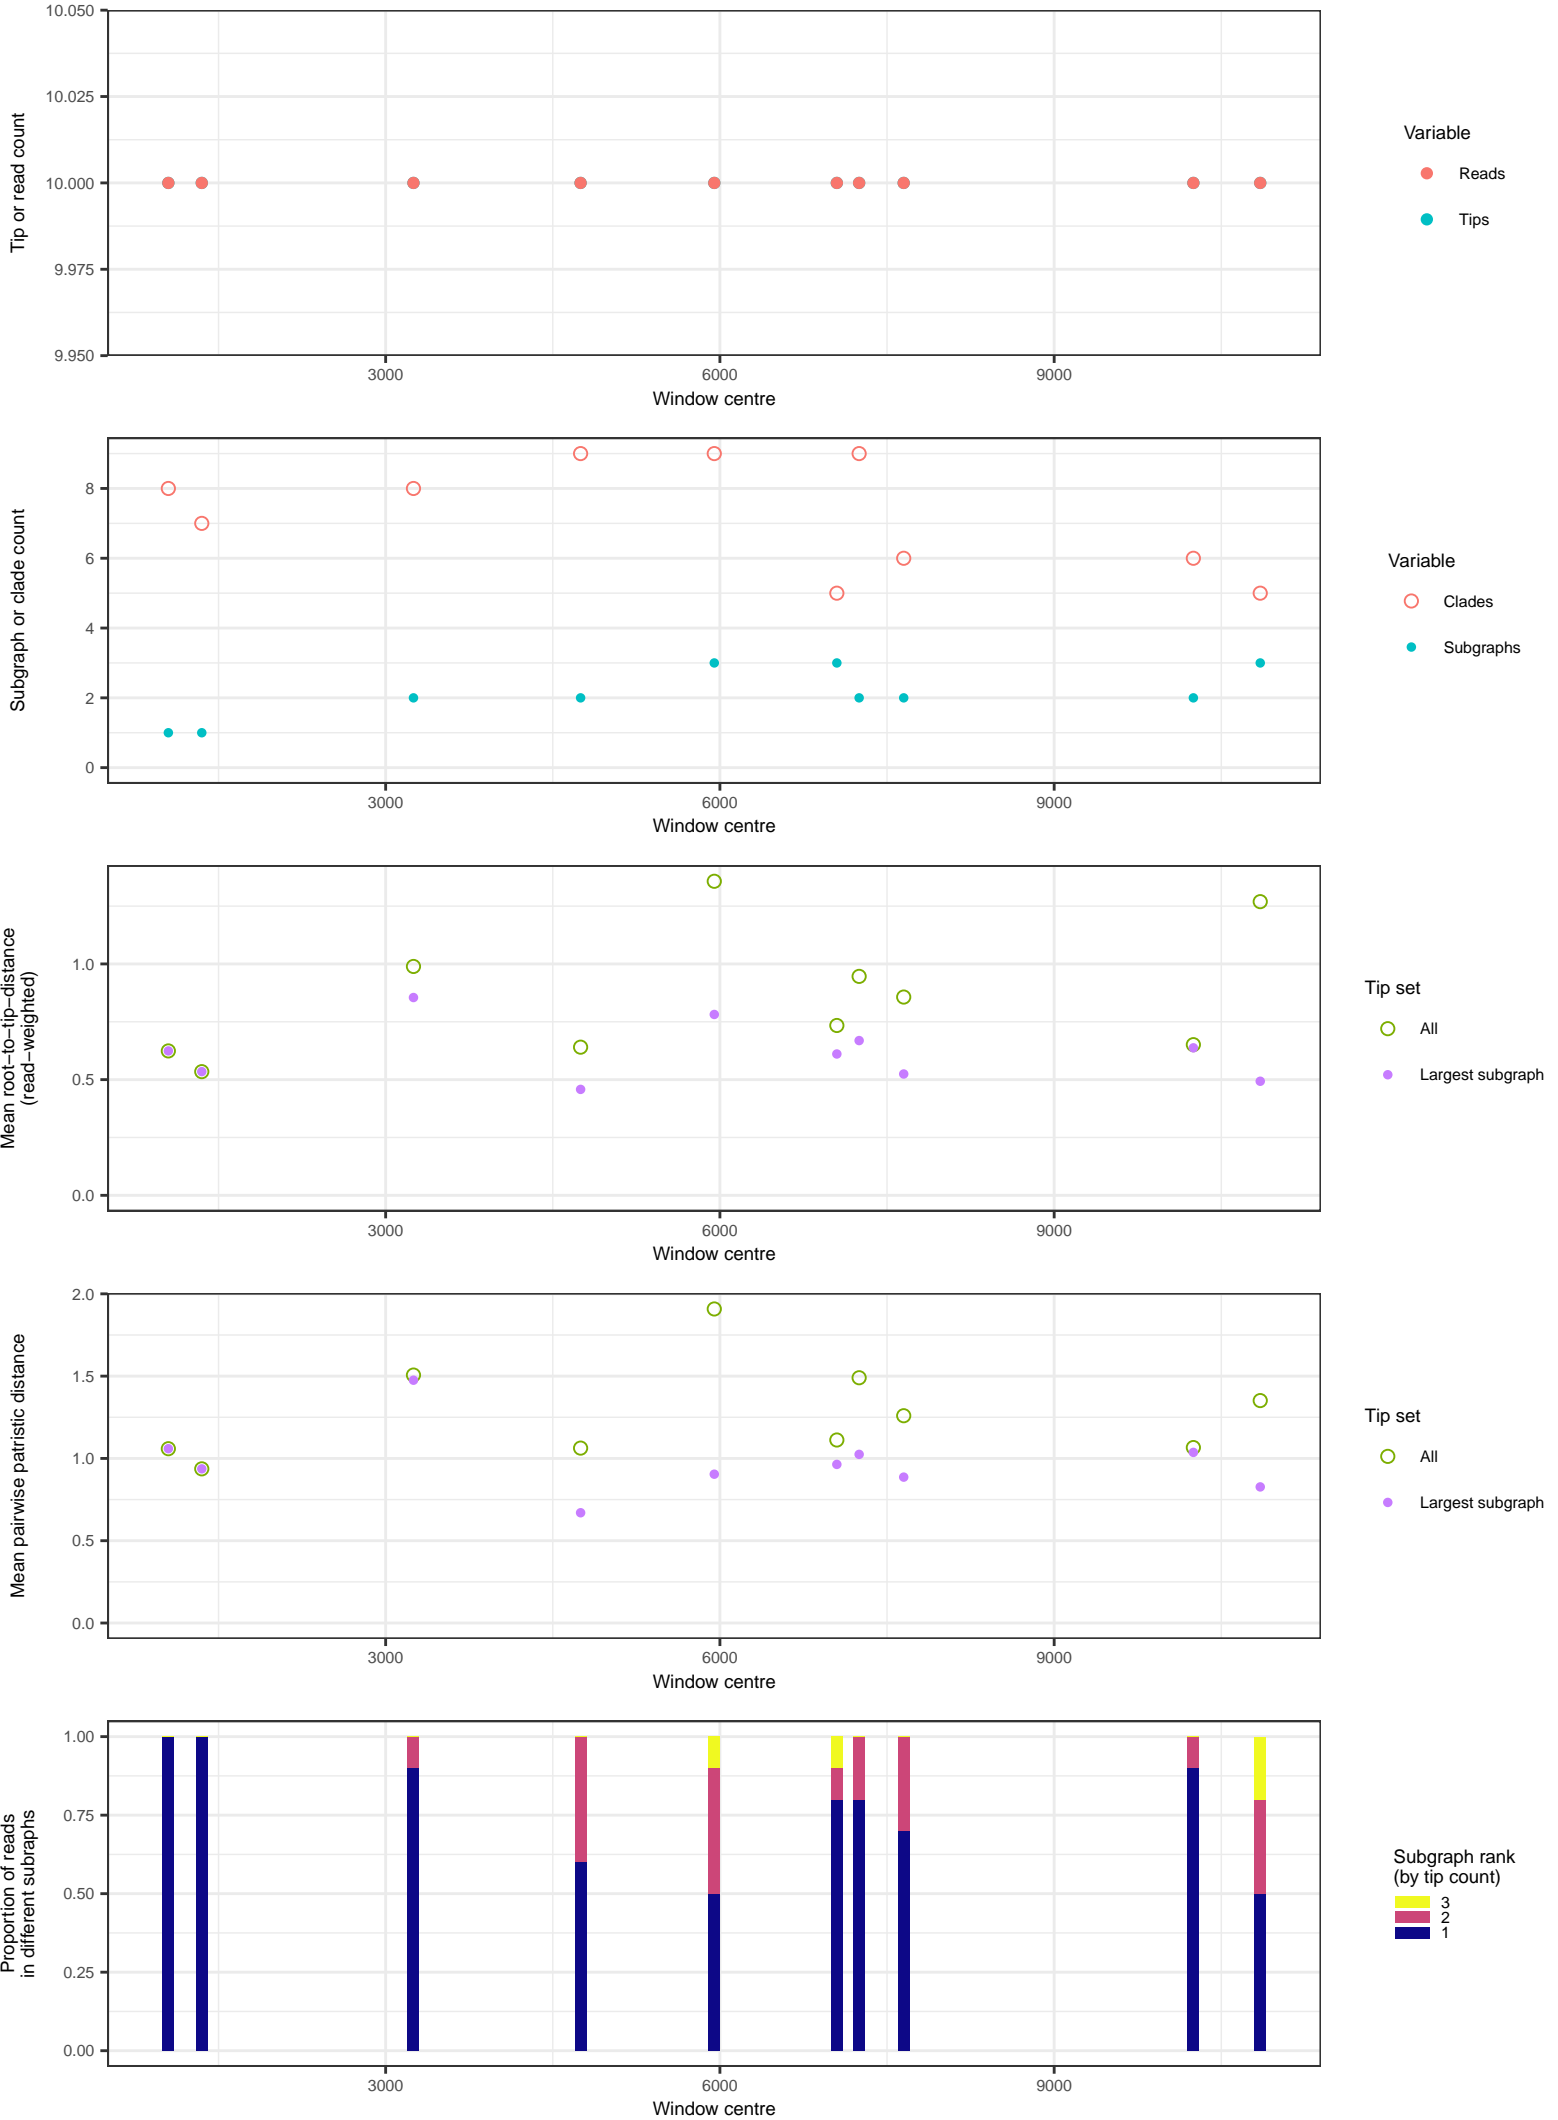 10.050
10.025
10.000
9.975
9.950
Tip or read count
3000 6000 9000
Window centre
Variable
Reads
Tips
8
6
4
2
0
Subgraph or clade count
3000 6000 9000
Window centre
Variable
Clades
Subgraphs
1.0
0.5
0.0
Mean root−to−tip−distance
(read−weighted)
3000 6000 9000
Window centre
Tip set
All
Largest subgraph
2.0
1.5
1.0
0.5
0.0
Mean pairwise patristic distance
3000 6000 9000
Window centre
Tip set
All
Largest subgraph
1.00
0.75
0.50
0.25
0.00
Proportion of reads
in different subraphs
3000 6000 9000
Window centre
Subgraph rank
(by tip count)
3
2
1